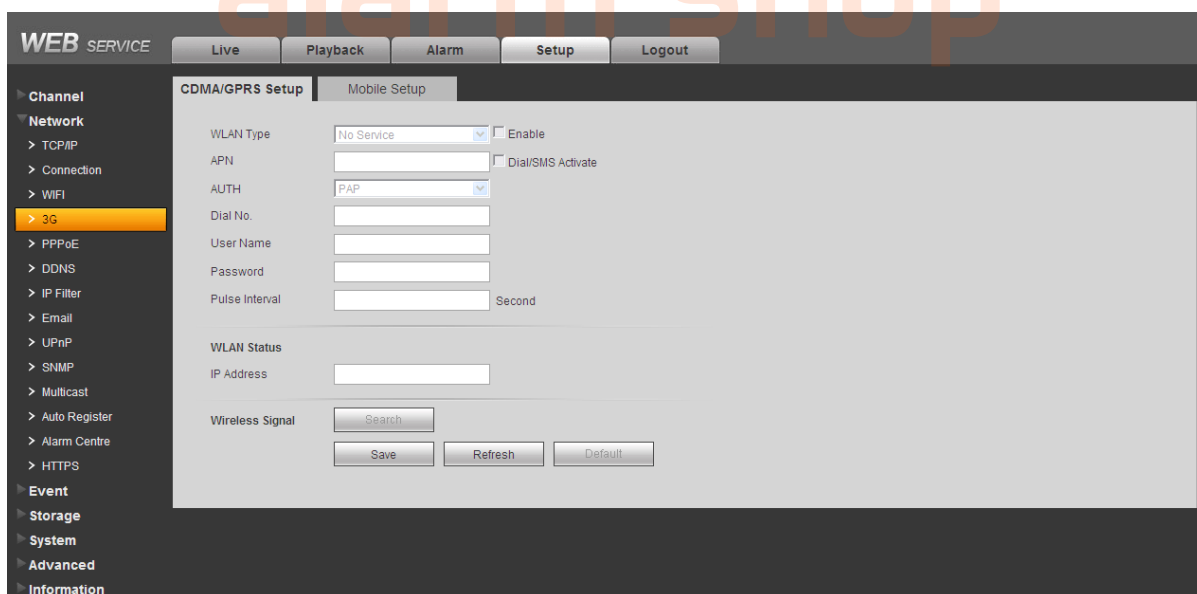 alarm shop
WEB SERVICE
Live Playback Alarm Setup Logout
CDMA/GPRS Setup Mobile Setup
Channel
Network
> TCP/IP
> Connection
> WIFI
> 3G
> PPPoE
> DDNS
> IP Filter
> Email
> UPnP
> SNMP
> Multicast
> Auto Register
> Alarm Centre
> HTTPS
Event
Storage
System
Advanced
Information
WLAN Type No Service Enable
APN Dial/SMS Activate
AUTH PAP
Dial No.
User Name
Password
Pulse Interval Second
WLAN Status
IP Address
Wireless Signal Search
Save Refresh Default